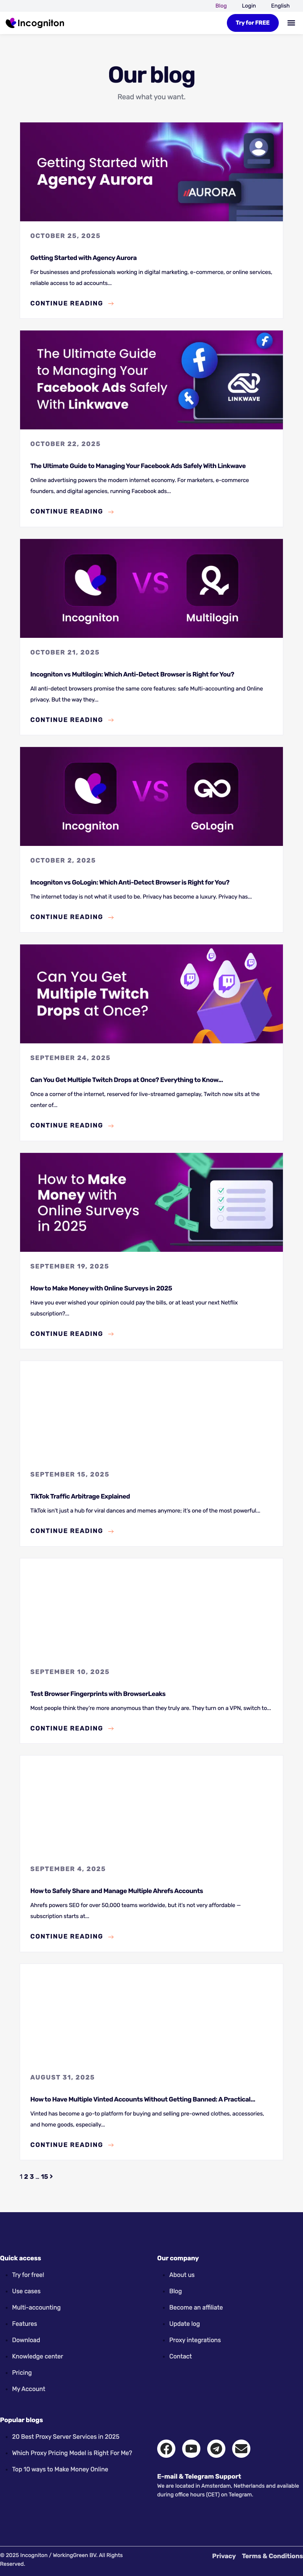 Blog Login English
Incogniton Try for FREE
Our blog
Read what you want.
Getting Started with
Agency Aurora
AURORA
OCTOBER 25, 2025
Getting Started with Agency Aurora
For businesses and professionals working in digital marketing, e-commerce, or online services,
reliable access to ad accounts...
CONTINUE READING →
The Ultimate Guide
to Managing Your
Facebook Ads Safely
With Linkwave
LINKWAVE
OCTOBER 22, 2025
The Ultimate Guide to Managing Your Facebook Ads Safely With Linkwave
Online advertising powers the modern internet economy. For marketers, e-commerce
founders, and digital agencies, running Facebook ads...
CONTINUE READING →
VS
Incogniton Multilogin
OCTOBER 21, 2025
Incogniton vs Multilogin: Which Anti-Detect Browser is Right for You?
All anti-detect browsers promise the same core features: safe Multi-accounting and Online
privacy. But the way they...
CONTINUE READING →
VS
Incogniton GoLogin
OCTOBER 2, 2025
Incogniton vs GoLogin: Which Anti-Detect Browser is Right for You?
The internet today is not what it used to be. Privacy has become a luxury. Privacy has...
CONTINUE READING →
Can You Get
Multiple Twitch
Drops at Once?
SEPTEMBER 24, 2025
Can You Get Multiple Twitch Drops at Once? Everything to Know...
Once a corner of the internet, reserved for live-streamed gameplay, Twitch now sits at the
center of...
CONTINUE READING →
How to Make
Money with
Online Surveys
in 2025
SEPTEMBER 19, 2025
How to Make Money with Online Surveys in 2025
Have you ever wished your opinion could pay the bills, or at least your next Netflix
subscription?...
CONTINUE READING →
SEPTEMBER 15, 2025
TikTok Traffic Arbitrage Explained
TikTok isn't just a hub for viral dances and memes anymore; it's one of the most powerful...
CONTINUE READING →
SEPTEMBER 10, 2025
Test Browser Fingerprints with BrowserLeaks
Most people think they're more anonymous than they truly are. They turn on a VPN, switch to...
CONTINUE READING →
SEPTEMBER 4, 2025
How to Safely Share and Manage Multiple Ahrefs Accounts
Ahrefs powers SEO for over 50,000 teams worldwide, but it's not very affordable —
subscription starts at...
CONTINUE READING →
AUGUST 31, 2025
How to Have Multiple Vinted Accounts Without Getting Banned: A Practical...
Vinted has become a go-to platform for buying and selling pre-owned clothes, accessories,
and home goods, especially...
CONTINUE READING →
1 2 3 ... 15 >
Quick access
Try for free!
Use cases
Multi-accounting
Features
Download
Knowledge center
Pricing
My Account
Our company
About us
Blog
Become an affiliate
Update log
Proxy integrations
Contact
Popular blogs
20 Best Proxy Server Services in 2025
Which Proxy Pricing Model is Right For Me?
Top 10 ways to Make Money Online
E-mail & Telegram Support
We are located in Amsterdam, Netherlands and available
during office hours (CET) on Telegram.
© 2025 Incogniton / WorkingGreen BV. All Rights
Reserved.
Privacy Terms & Conditions